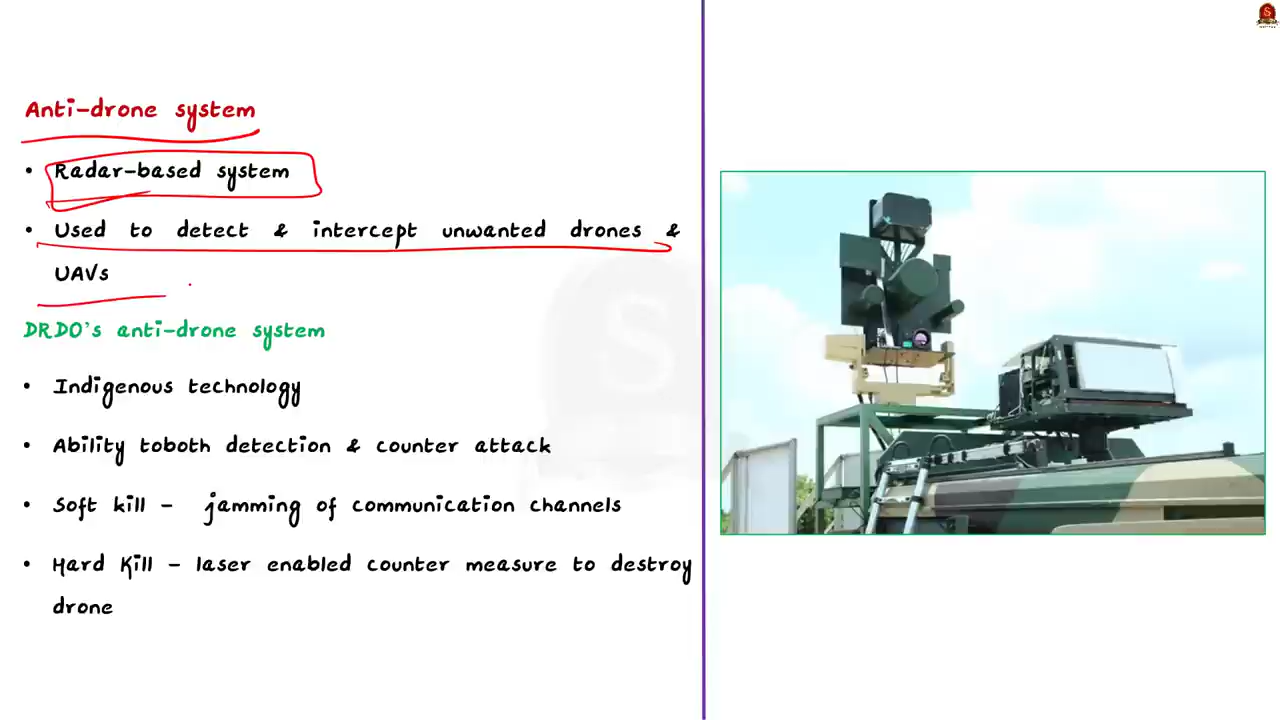 Anti-drone system
• Radar-based system
• Used to detect & intercept unwanted drones &
UAVs
DRDO's anti-drone system
• Indigenous technology
• Ability toboth detection & counter attack
• Soft kill - jamming of communication channels
• Hard Kill - laser enabled counter measure to destroy
drone
S